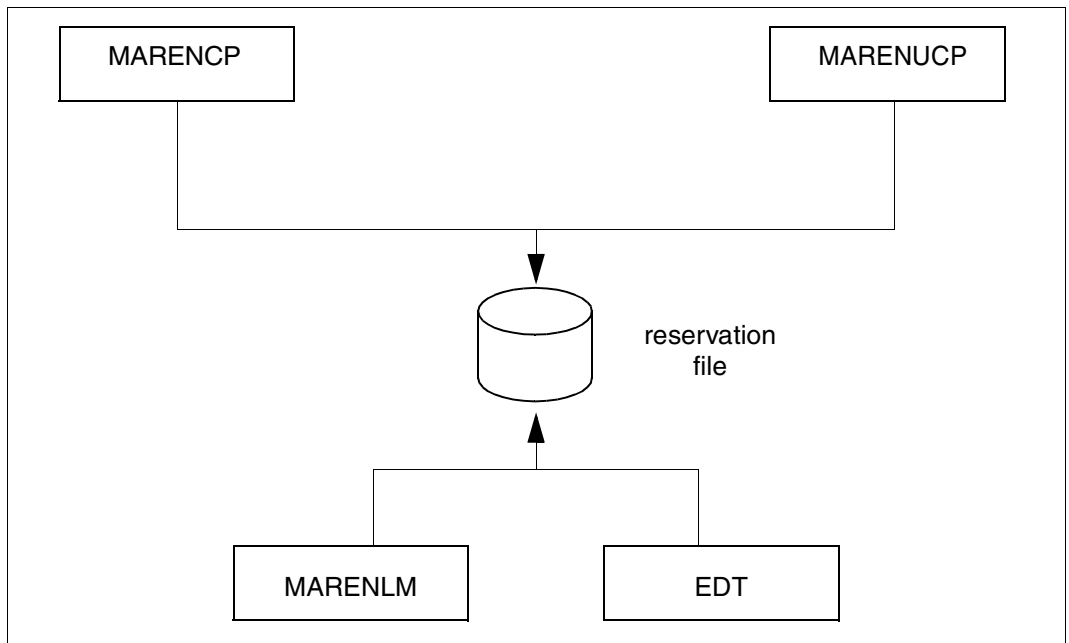 MARENCP
MARENUCP
reservation
file
MARENLM
EDT